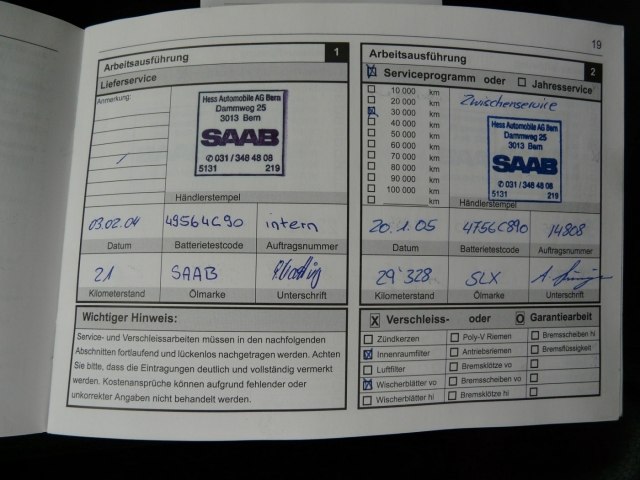 19
Arbeitsausführung
1
Lieferservice
Anmerkung:
Hess Automobile AG Bern
Dammweg 25
3013 Bern
SAAB
✆ 031 / 348 48 08
5131 219
Händlerstempel
03.02.04 49564C90 intern
Datum Batterietestcode Auftragsnummer
21 SAAB
Kilometerstand Ölmarke Unterschrift
Wichtiger Hinweis:
Service- und Verschleissarbeiten müssen in den nachfolgenden
Abschnitten fortlaufend und lückenlos nachgetragen werden. Achten
Sie bitte, dass die Eintragungen deutlich und vollständig vermerkt
werden. Kostenansprüche können aufgrund fehlender oder
unkorrekter Angaben nicht behandelt werden.
Arbeitsausführung
2
Serviceprogramm oder Jahresservice
10 000 km
20 000 km
30 000 km
40 000 km
50 000 km
60 000 km
70 000 km
80 000 km
90 000 km
100 000 km
km
Zwischenservice
Hess Automobile AG Bern
Dammweg 25
3013 Bern
SAAB
✆ 031 / 348 48 08
5131 219
Händlerstempel
20.1.05 4756C890 14808
Datum Batterietestcode Auftragsnummer
29'328 SLX
Kilometerstand Ölmarke Unterschrift
X Verschleiss- oder O Garantiearbeit
Zündkerzen Poly-V Riemen Bremsscheiben hi
Innenraumfilter Antriebsriemen Bremsflüssigkeit
Luftfilter Bremsklötze vo
Wischerblätter vo Bremsscheiben vo
Wischerblätter hi Bremsklötze hi